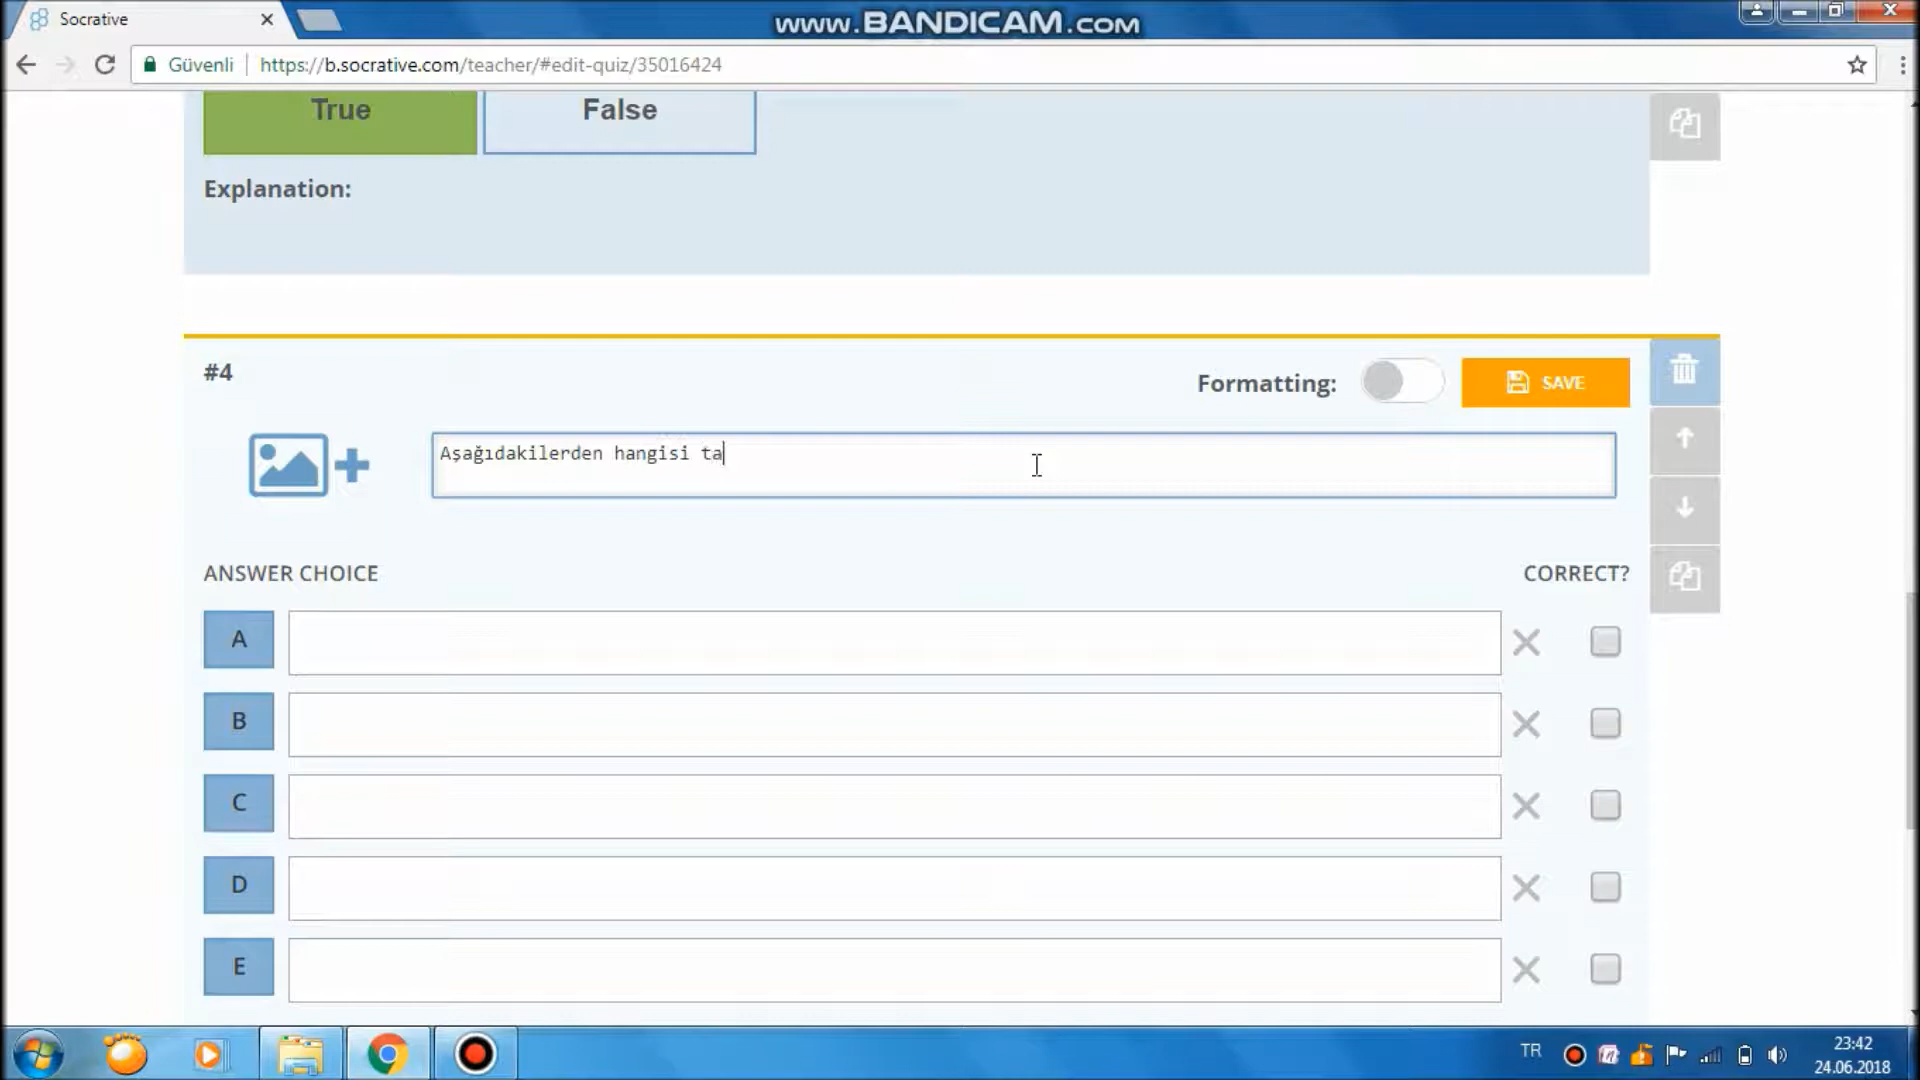 Socrative
www.BANDICAM.com
Güvenli
https://b.socrative.com/teacher/#edit-quiz/35016424
True
False
Explanation:
#4
Formatting:
SAVE
Aşağıdakilerden hangisi ta
ANSWER CHOICE
CORRECT?
A
B
C
D
E
TR
23:42
24.06.2018